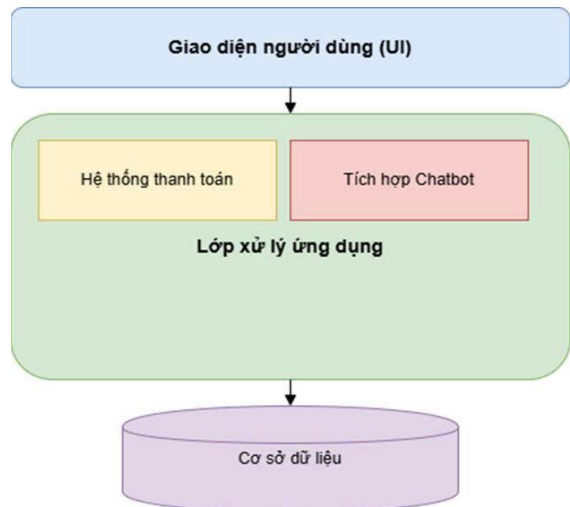 Giao diện người dùng (UI)
Hệ thống thanh toán
Tích hợp Chatbot
Lớp xử lý ứng dụng
Cơ sở dữ liệu